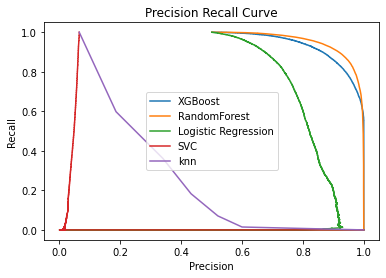 Precision Recall Curve
Recall
1.0
0.8
0.6
0.4
0.2
0.0
XGBoost
RandomForest
Logistic Regression
SVC
knn
0.0 0.2 0.4 0.6 0.8 1.0
Precision